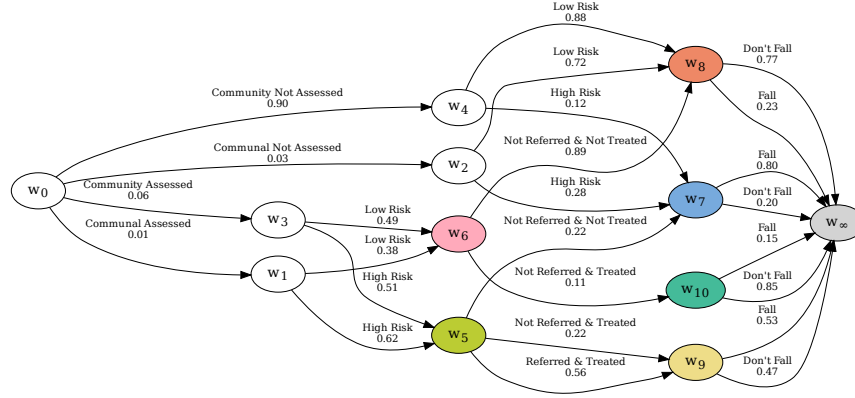 Low Risk
0.88
Don't Fall
0.77
Low Risk
0.72
w8
Community Not Assessed
0.90
High Risk
0.12
Fall
0.23
w4
Communal Not Assessed
0.03
Not Referred & Not Treated
0.89
w2
Fall
0.80
w0
Community Assessed
0.06
High Risk
0.28
w7
Don't Fall
0.20
Communal Assessed
0.01
w3
Low Risk
0.49
w6
Not Referred & Not Treated
0.22
Fall
0.15
w∞
Low Risk
0.38
w1
High Risk
0.51
Not Referred & Treated
0.11
w10
Don't Fall
0.85
High Risk
0.62
w5
Not Referred & Treated
0.22
Fall
0.53
Referred & Treated
0.56
w9
Don't Fall
0.47